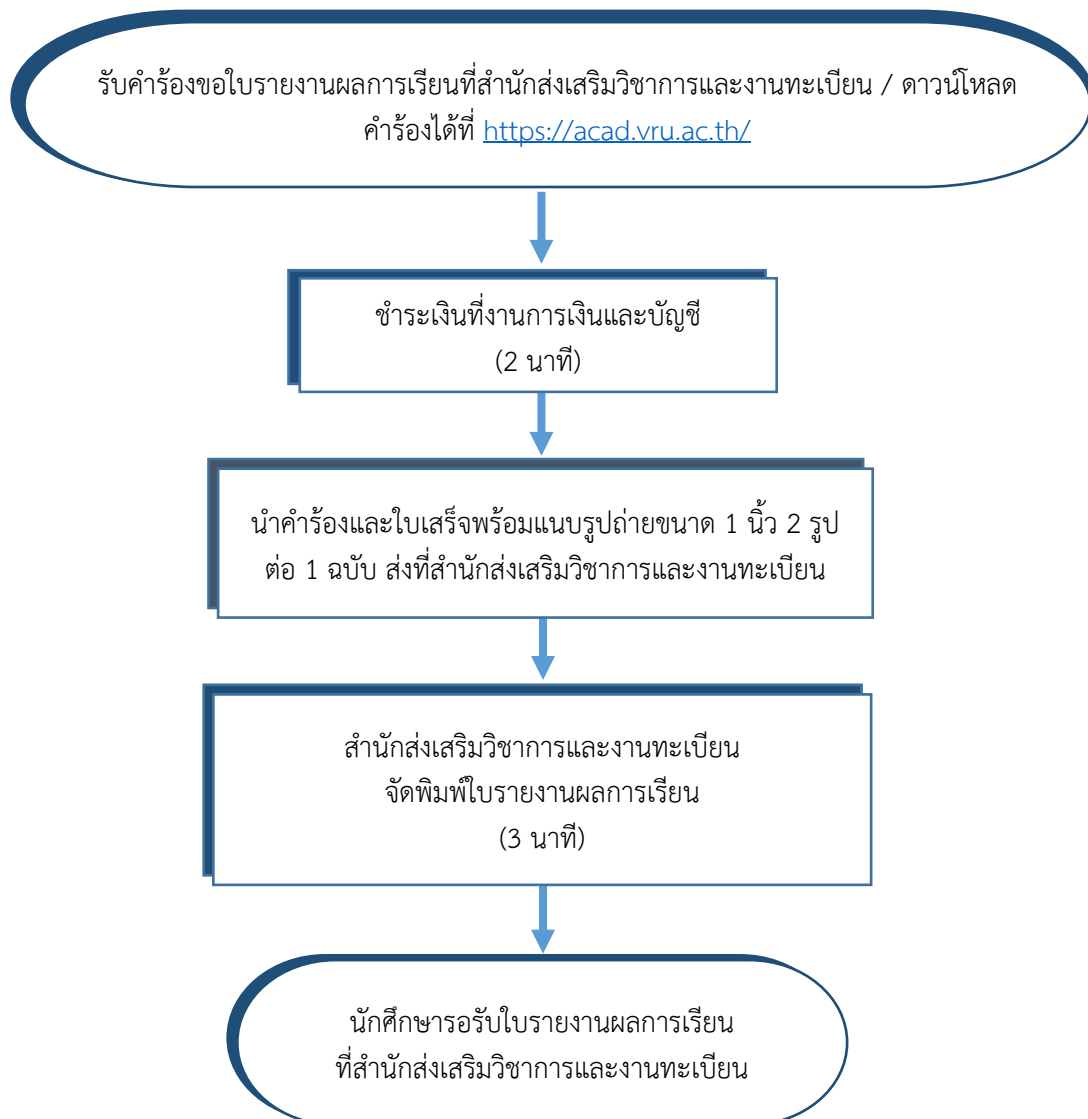 รับคำร้องขอใบรายงานผลการเรียนที่สำนักส่งเสริมวิชาการและงานทะเบียน / ดาวน์โหลด
คำร้องได้ที่ https://acad.vru.ac.th/
ชำระเงินที่งานการเงินและบัญชี
(2 นาที)
นำคำร้องและใบเสร็จพร้อมแนบรูปถ่ายขนาด 1 นิ้ว 2 รูป
ต่อ 1 ฉบับ ส่งที่สำนักส่งเสริมวิชาการและงานทะเบียน
สำนักส่งเสริมวิชาการและงานทะเบียน
จัดพิมพ์ใบรายงานผลการเรียน
(3 นาที)
นักศึกษารอรับใบรายงานผลการเรียน
ที่สำนักส่งเสริมวิชาการและงานทะเบียน